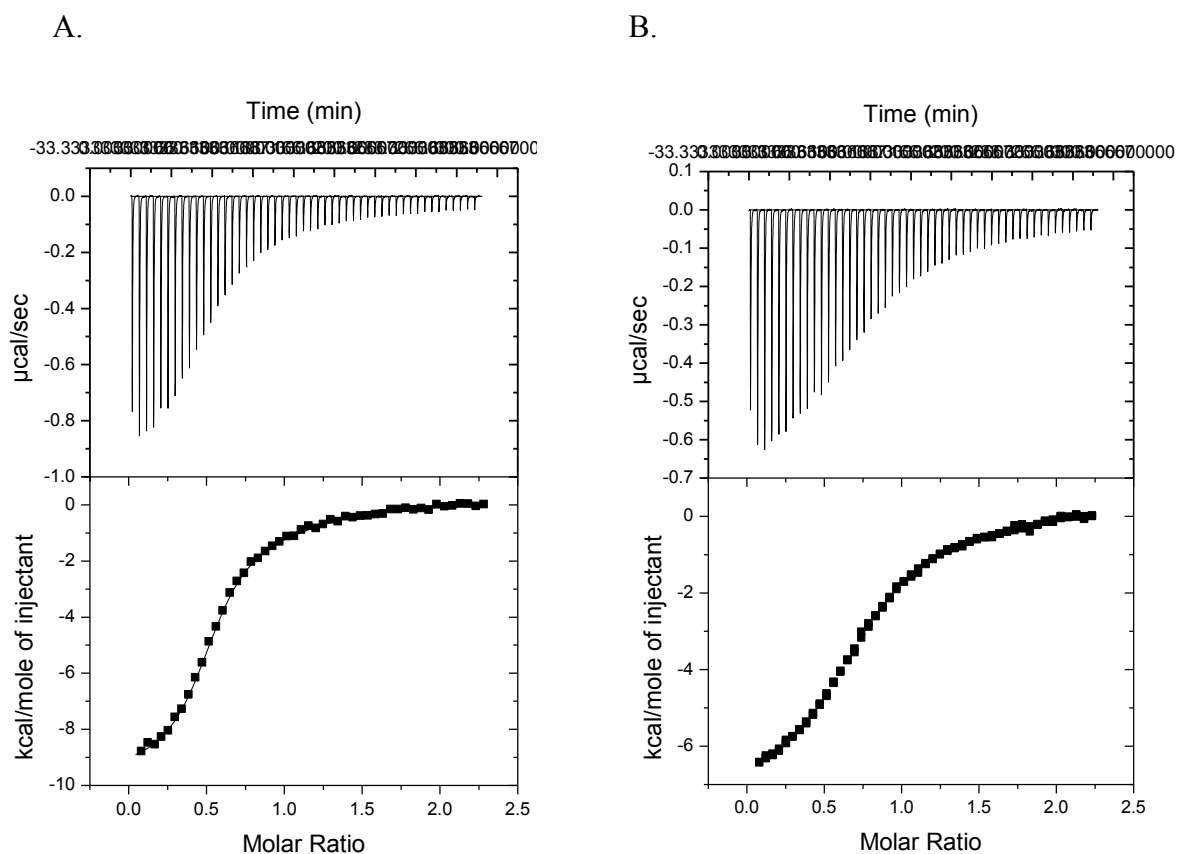 A.
B.
Time (min)
Time (min)
0.0
-0.2
-0.4
-0.6
-0.8
-1.0
µcal/sec
0.1
0.0
-0.1
-0.2
-0.3
-0.4
-0.5
-0.6
-0.7
µcal/sec
0
-2
-4
-6
-8
-10
kcal/mole of injectant
0
-2
-4
-6
kcal/mole of injectant
0.0 0.5 1.0 1.5 2.0 2.5
0.0 0.5 1.0 1.5 2.0 2.5
Molar Ratio
Molar Ratio